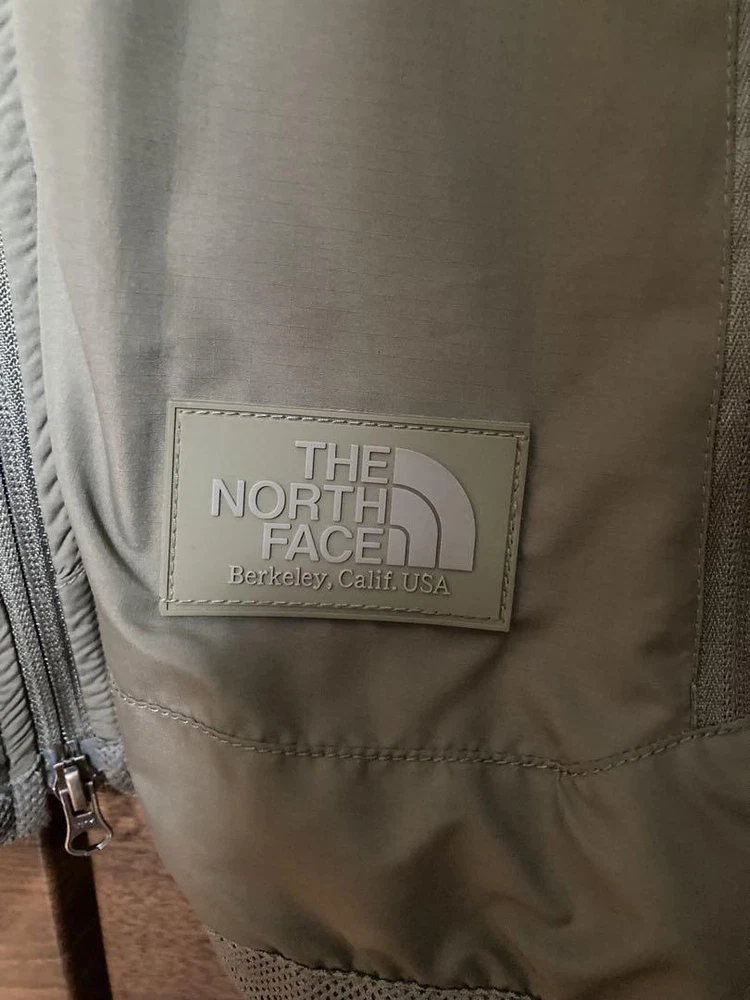 THE
NORTH
FACE
Berkeley, Calif. USA